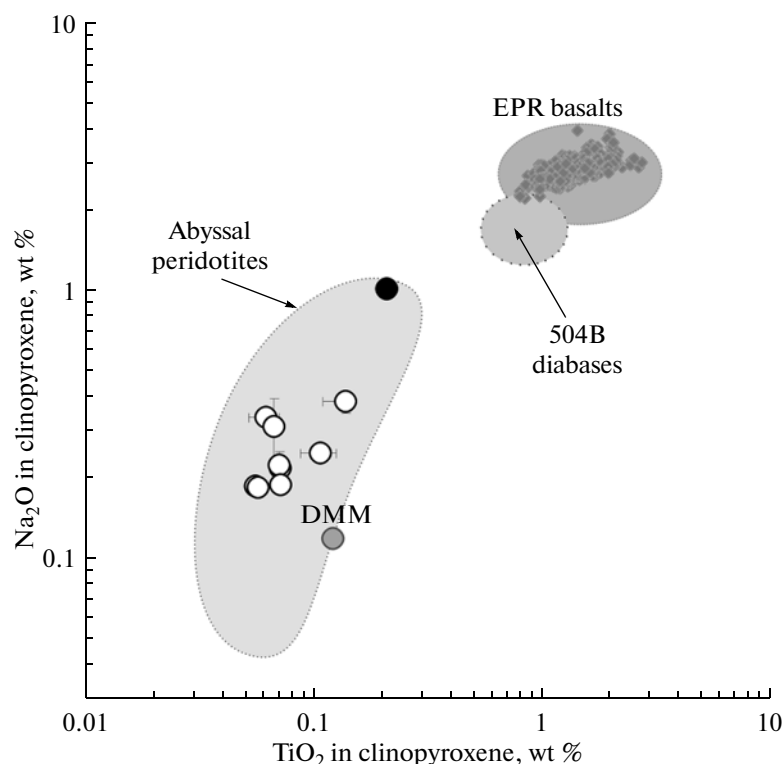 10
EPR basalts
Abyssal
peridotites
1
504B
diabases
DMM
0.1
0.01
0.1
1
10
Na₂O in clinopyroxene, wt %
TiO₂ in clinopyroxene, wt %